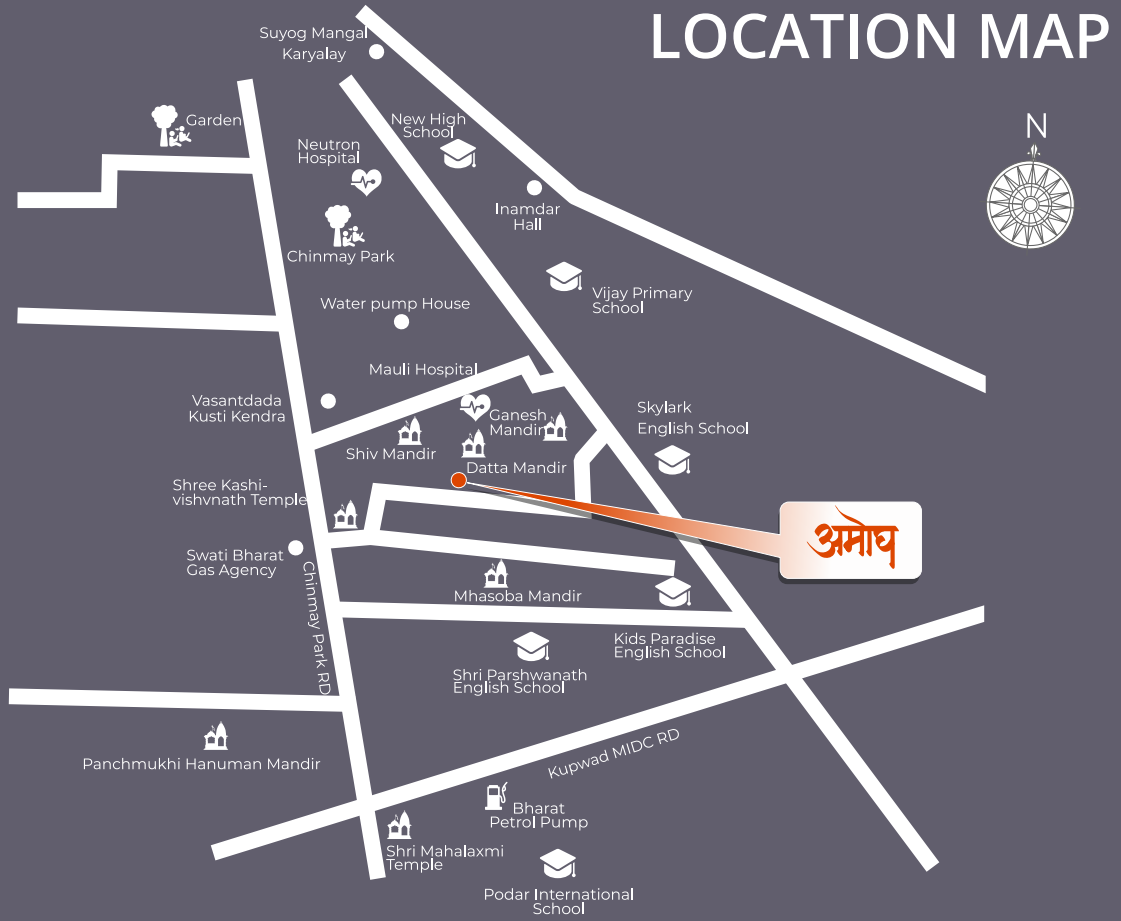 LOCATION MAP
Suyog Mangal
Karyalay
N
Garden
New High
School
Neutron
Hospital
Inamdar
Hall
Chinmay Park
Vijay Primary
School
Water pump House
Mauli Hospital
Vasantdada
Kusti Kendra
Skylark
English School
Ganesh
Mandir
Shiv Mandir
Datta Mandir
Shree Kashi-
vishvnath Temple
अमोघ
Swati Bharat
Gas Agency
Chinmay Park RD
Mhasoba Mandir
Kids Paradise
English School
Shri Parshwanath
English School
Kupwad MIDC RD
Panchmukhi Hanuman Mandir
Bharat
Petrol Pump
Shri Mahalaxmi
Temple
Podar International
School